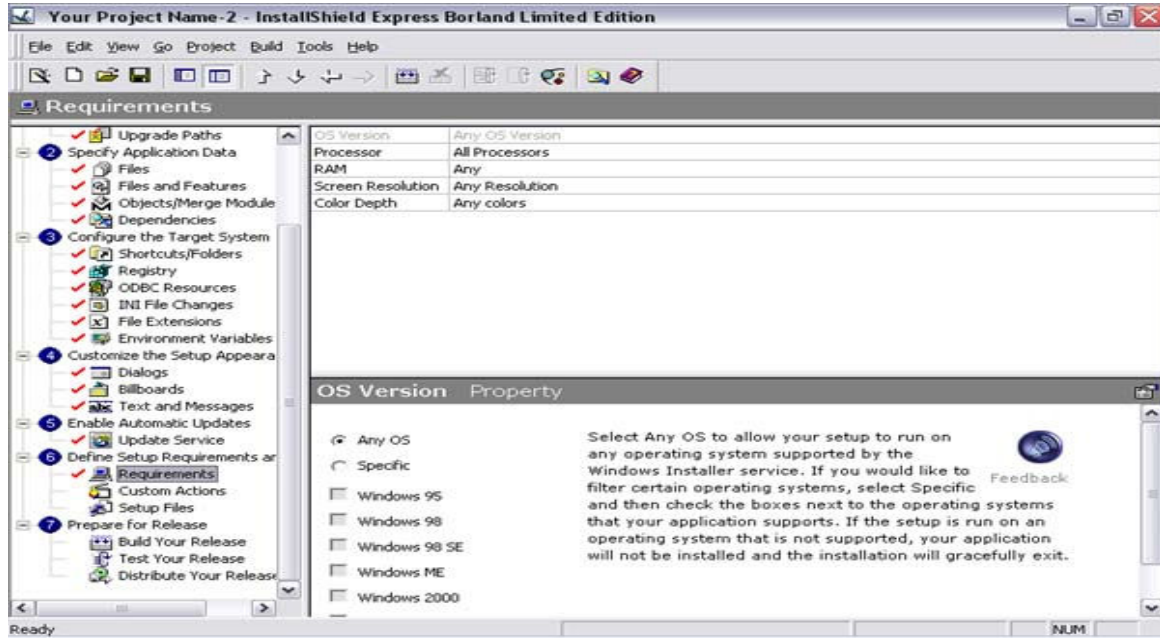 Your Project Name-2 - InstallShield Express Borland Limited Edition
File Edit View Go Project Build Tools Help
Requirements
Upgrade Paths
2 Specify Application Data
Files
Files and Features
Objects/Merge Module
Dependencies
3 Configure the Target System
Shortcuts/Folders
Registry
ODBC Resources
INI File Changes
File Extensions
Environment Variables
4 Customize the Setup Appeara
Dialogs
Billboards
abc Text and Messages
5 Enable Automatic Updates
Update Service
6 Define Setup Requirements ar
Requirements
Custom Actions
Setup Files
7 Prepare for Release
Build Your Release
Test Your Release
Distribute Your Release
OS Version Any OS Version
Processor All Processors
RAM Any
Screen Resolution Any Resolution
Color Depth Any colors
OS Version Property
Any OS
Specific
Windows 95
Windows 98
Windows 98 SE
Windows ME
Windows 2000
Select Any OS to allow your setup to run on
any operating system supported by the
Windows Installer service. If you would like to
filter certain operating systems, select Specific
and then check the boxes next to the operating systems
that your application supports. If the setup is run on an
operating system that is not supported, your application
will not be installed and the installation will gracefully exit.
Feedback
Ready
NUM